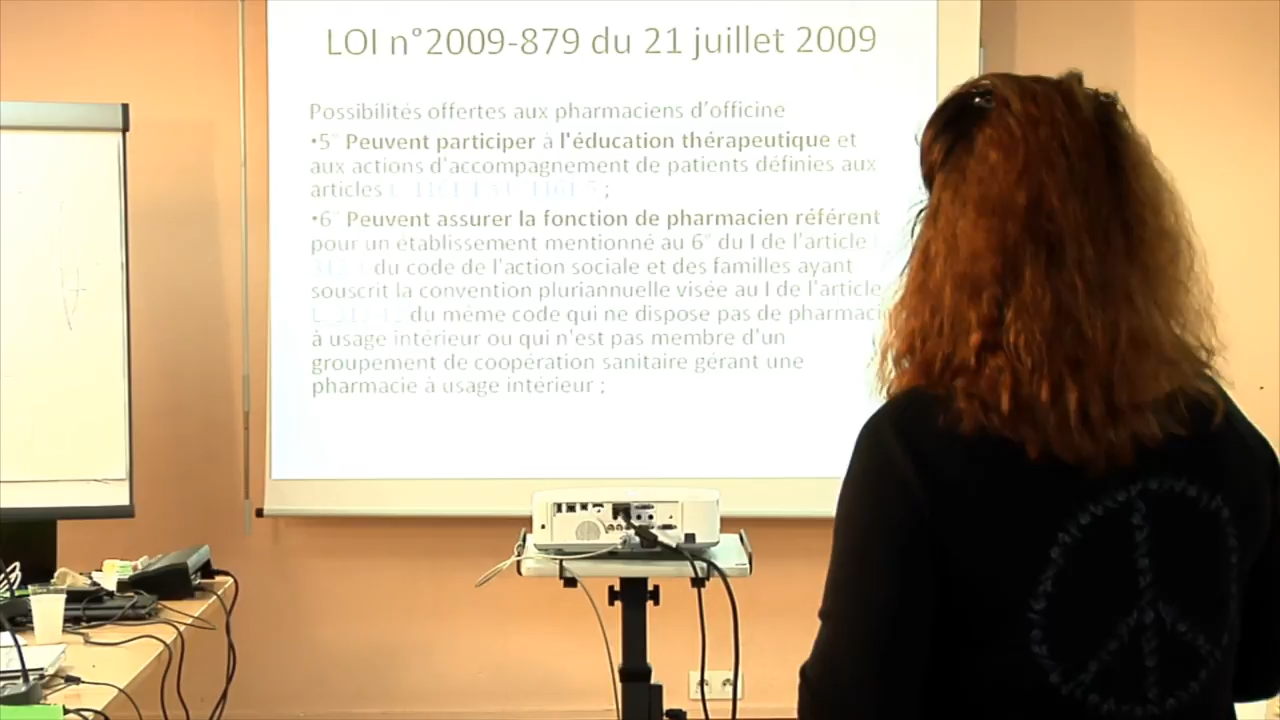 LOI n°2009-879 du 21 juillet 2009
Possibilités offertes aux pharmaciens d'officine
•5° Peuvent participer à l'éducation thérapeutique et
aux actions d'accompagnement de patients définies aux
articles ;
•6° Peuvent assurer la fonction de pharmacien référent
pour un établissement mentionné au 6° du I de l'article
du code de l'action sociale et des familles ayant
souscrit la convention pluriannuelle visée au I de l'article
du même code qui ne dispose pas de pharmaci
à usage intérieur ou qui n'est pas membre d'un
groupement de coopération sanitaire gérant une
pharmacie à usage intérieur ;